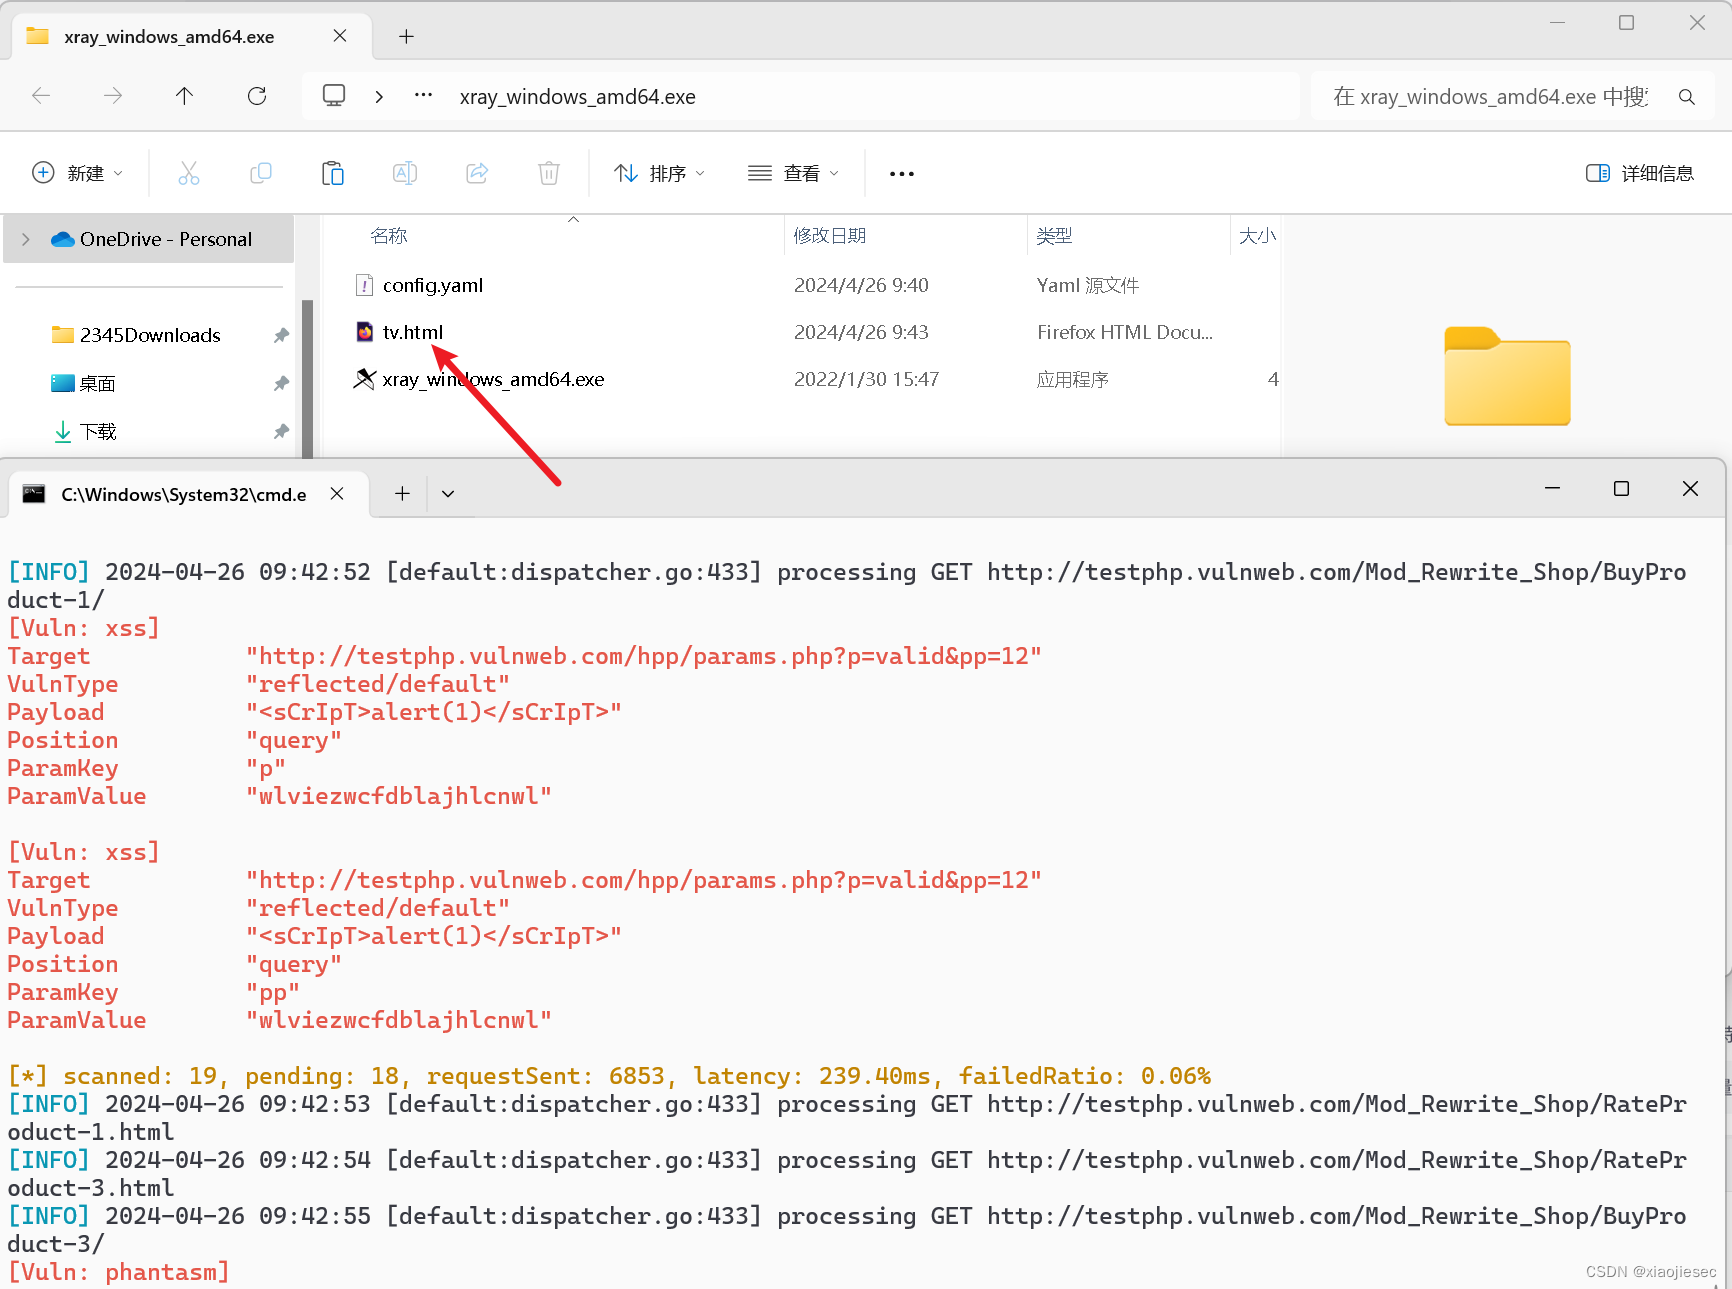 xray_windows_amd64.exe
xray_windows_amd64.exe
在 xray_windows_amd64.exe 中搜
新建
排序
查看
详细信息
OneDrive - Personal
2345Downloads
桌面
下载
名称 修改日期 类型 大小
config.yaml 2024/4/26 9:40 Yaml 源文件
tv.html 2024/4/26 9:43 Firefox HTML Docu...
xray_windows_amd64.exe 2022/1/30 15:47 应用程序 4
C:\Windows\System32\cmd.e
[INFO] 2024-04-26 09:42:52 [default:dispatcher.go:433] processing GET http://testphp.vulnweb.com/Mod_Rewrite_Shop/BuyPro
duct-1/
[Vuln: xss]
Target "http://testphp.vulnweb.com/hpp/params.php?p=valid&pp=12"
VulnType "reflected/default"
Payload "<sCrIpT>alert(1)</sCrIpT>"
Position "query"
ParamKey "p"
ParamValue "wlviezwcfdblajhlcnwl"
[Vuln: xss]
Target "http://testphp.vulnweb.com/hpp/params.php?p=valid&pp=12"
VulnType "reflected/default"
Payload "<sCrIpT>alert(1)</sCrIpT>"
Position "query"
ParamKey "pp"
ParamValue "wlviezwcfdblajhlcnwl"
[*] scanned: 19, pending: 18, requestSent: 6853, latency: 239.40ms, failedRatio: 0.06%
[INFO] 2024-04-26 09:42:53 [default:dispatcher.go:433] processing GET http://testphp.vulnweb.com/Mod_Rewrite_Shop/RatePr
oduct-1.html
[INFO] 2024-04-26 09:42:54 [default:dispatcher.go:433] processing GET http://testphp.vulnweb.com/Mod_Rewrite_Shop/RatePr
oduct-3.html
[INFO] 2024-04-26 09:42:55 [default:dispatcher.go:433] processing GET http://testphp.vulnweb.com/Mod_Rewrite_Shop/BuyPro
duct-3/
[Vuln: phantasm]
CSDN @xiaojiesec